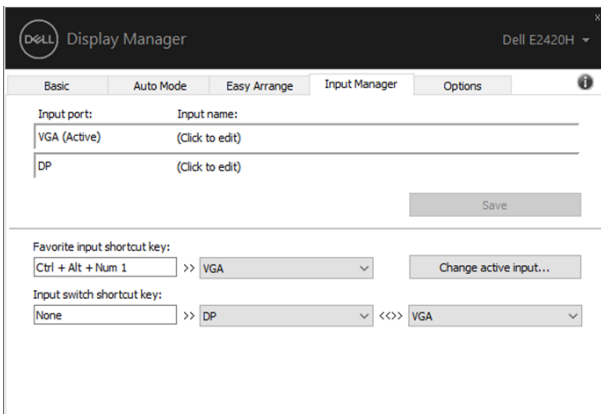 DELL Display Manager Dell E2420H
x
Basic Auto Mode Easy Arrange Input Manager Options i
Input port: Input name:
VGA (Active) (Click to edit)
DP (Click to edit)
Save
Favorite input shortcut key:
Ctrl + Alt + Num 1 >> VGA Change active input...
Input switch shortcut key:
None >> DP <<>> VGA